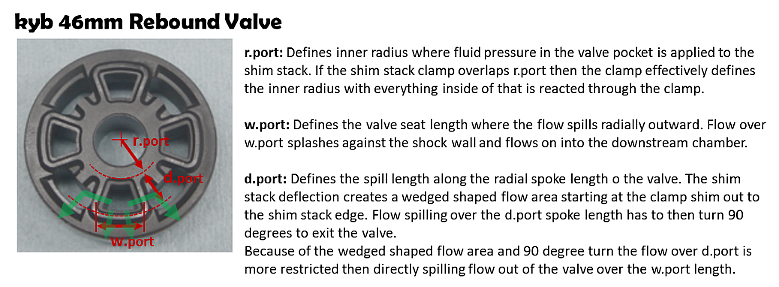 kyb 46mm Rebound Valve
r.port: Defines inner radius where fluid pressure in the valve pocket is applied to the
shim stack. If the shim stack clamp overlaps r.port then the clamp effectively defines
the inner radius with everything inside of that is reacted through the clamp.
w.port: Defines the valve seat length where the flow spills radially outward. Flow over
w.port splashes against the shock wall and flows on into the downstream chamber.
d.port: Defines the spill length along the radial spoke length o the valve. The shim
stack deflection creates a wedged shaped flow area starting at the clamp shim out to
the shim stack edge. Flow spilling over the d.port spoke length has to then turn 90
degrees to exit the valve.
Because of the wedged shaped flow area and 90 degree turn the flow over d.port is
more restricted then directly spilling flow out of the valve over the w.port length.
r.port
d.port
w.port